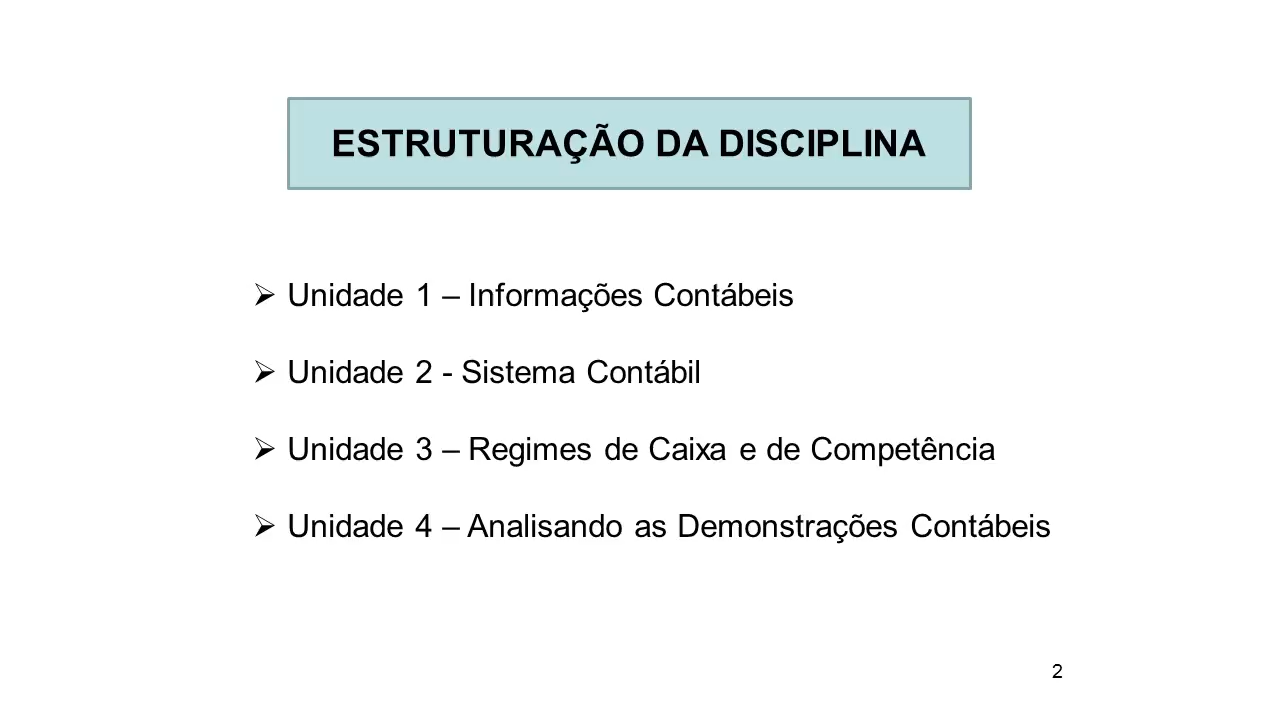 ESTRUTURAÇÃO DA DISCIPLINA
➢ Unidade 1 – Informações Contábeis
➢ Unidade 2 - Sistema Contábil
➢ Unidade 3 – Regimes de Caixa e de Competência
➢ Unidade 4 – Analisando as Demonstrações Contábeis
2